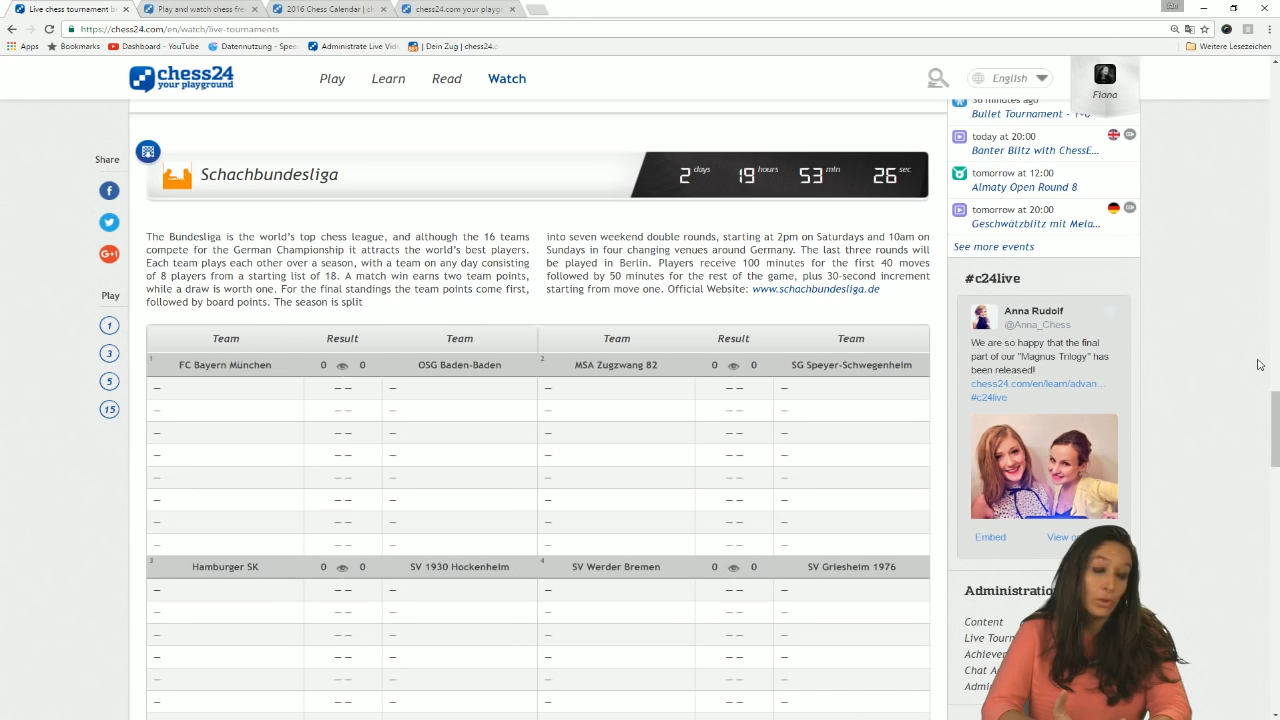 Live chess tournament b
Play and watch chess fre
2016 Chess Calendar | c
chess24.com your playg
https://chess24.com/en/watch/live-tournaments
Apps
Bookmarks
Dashboard - YouTube
Datennutzung - Spee
Administrate Live Vide
| Dein Zug | chess24.c
Weitere Lesezeichen
chess24
your playground
Play
Learn
Read
Watch
English
Fiona
Share
Play
1
3
5
15
Schachbundesliga
2 days 19 hours 53 min 26 sec
The Bundesliga is the world's top chess league, and although the 16 teams
compete for the German Championship it attracts the world's best players.
Each team plays each other over a season, with a team on any day consisting
of 8 players from a starting list of 18. A match win earns two team points,
while a draw is worth one. For the final standings the team points come first,
followed by board points. The season is split
into seven weekend double rounds, starting at 2pm on Saturdays and 10am on
Sundays in four changing venues around Germany. The last three rounds will
be played in Berlin. Players receive 100 minutes for the first 40 moves
followed by 50 minutes for the rest of the game, plus 30-second increment
starting from move one. Official Website: www.schachbundesliga.de
Team Result Team Team Result Team
1 FC Bayern München 0 0 OSG Baden-Baden 2 MSA Zugzwang 82 0 0 SG Speyer-Schwegenheim
– – – – – – – –
– – – – – – – –
– – – – – – – –
– – – – – – – –
– – – – – – – –
– – – – – – – –
– – – – – – – –
– – – – – – – –
3 Hamburger SK 0 0 SV 1930 Hockenheim 4 SV Werder Bremen 0 0 SV Griesheim 1976
– – – – – – – –
– – – – – – – –
– – – – – – – –
– – – – – – – –
– – – – – – – –
– – – – – – – –
36 minutes ago
Bullet Tournament - 1+0
today at 20:00
Banter Blitz with ChessE...
tomorrow at 12:00
Almaty Open Round 8
tomorrow at 20:00
Geschwätzblitz mit Mela...
See more events
#c24live
Anna Rudolf
@Anna_Chess
We are so happy that the final
part of our "Magnus Trilogy" has
been released!
chess24.com/en/learn/advan...
#c24live
Embed
View o
Administratio
Content
Live Tourn
Achievem
Chat A
Admi